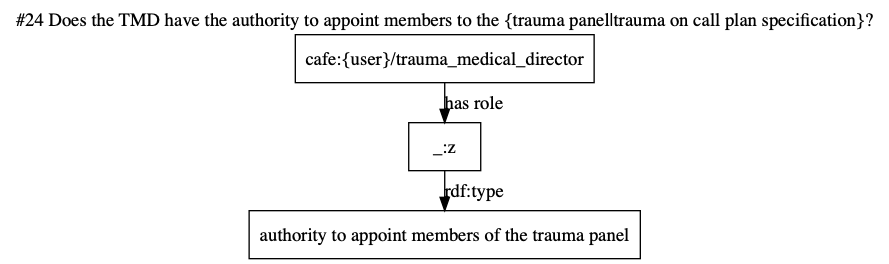 #24 Does the TMD have the authority to appoint members to the {trauma panel|trauma on call plan specification}?
cafe:{user}/trauma_medical_director
has role
_:z
rdf:type
authority to appoint members of the trauma panel